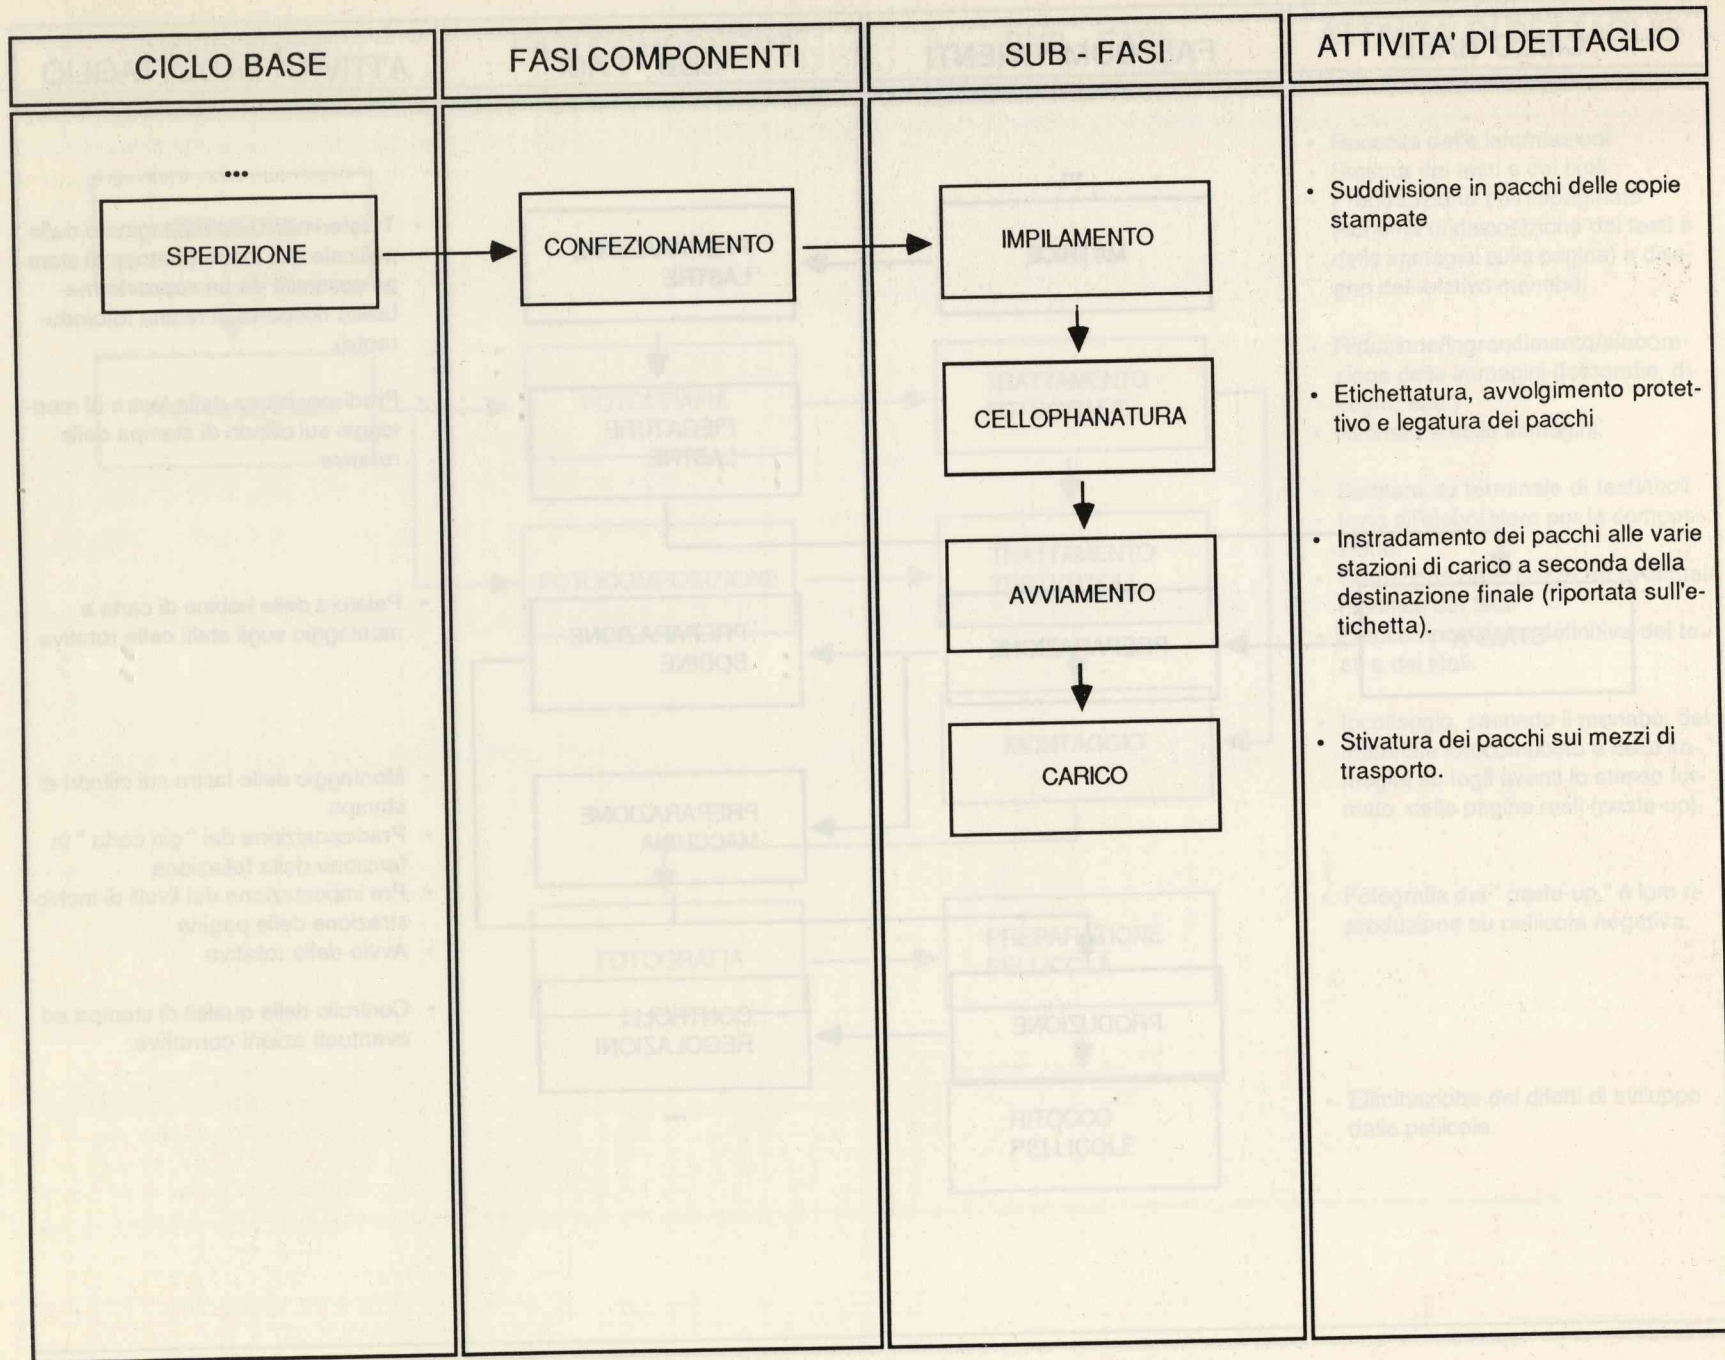 CICLO BASE
FASI COMPONENTI
SUB - FASI
ATTIVITA' DI DETTAGLIO
...
SPEDIZIONE
CONFEZIONAMENTO
IMPILAMENTO
• Suddivisione in pacchi delle copie
stampate
CELLOPHANATURA
• Etichettatura, avvolgimento protet-
tivo e legatura dei pacchi
AVVIAMENTO
• Instradamento dei pacchi alle varie
stazioni di carico a seconda della
destinazione finale (riportata sull'e-
tichetta).
CARICO
• Stivatura dei pacchi sui mezzi di
trasporto.